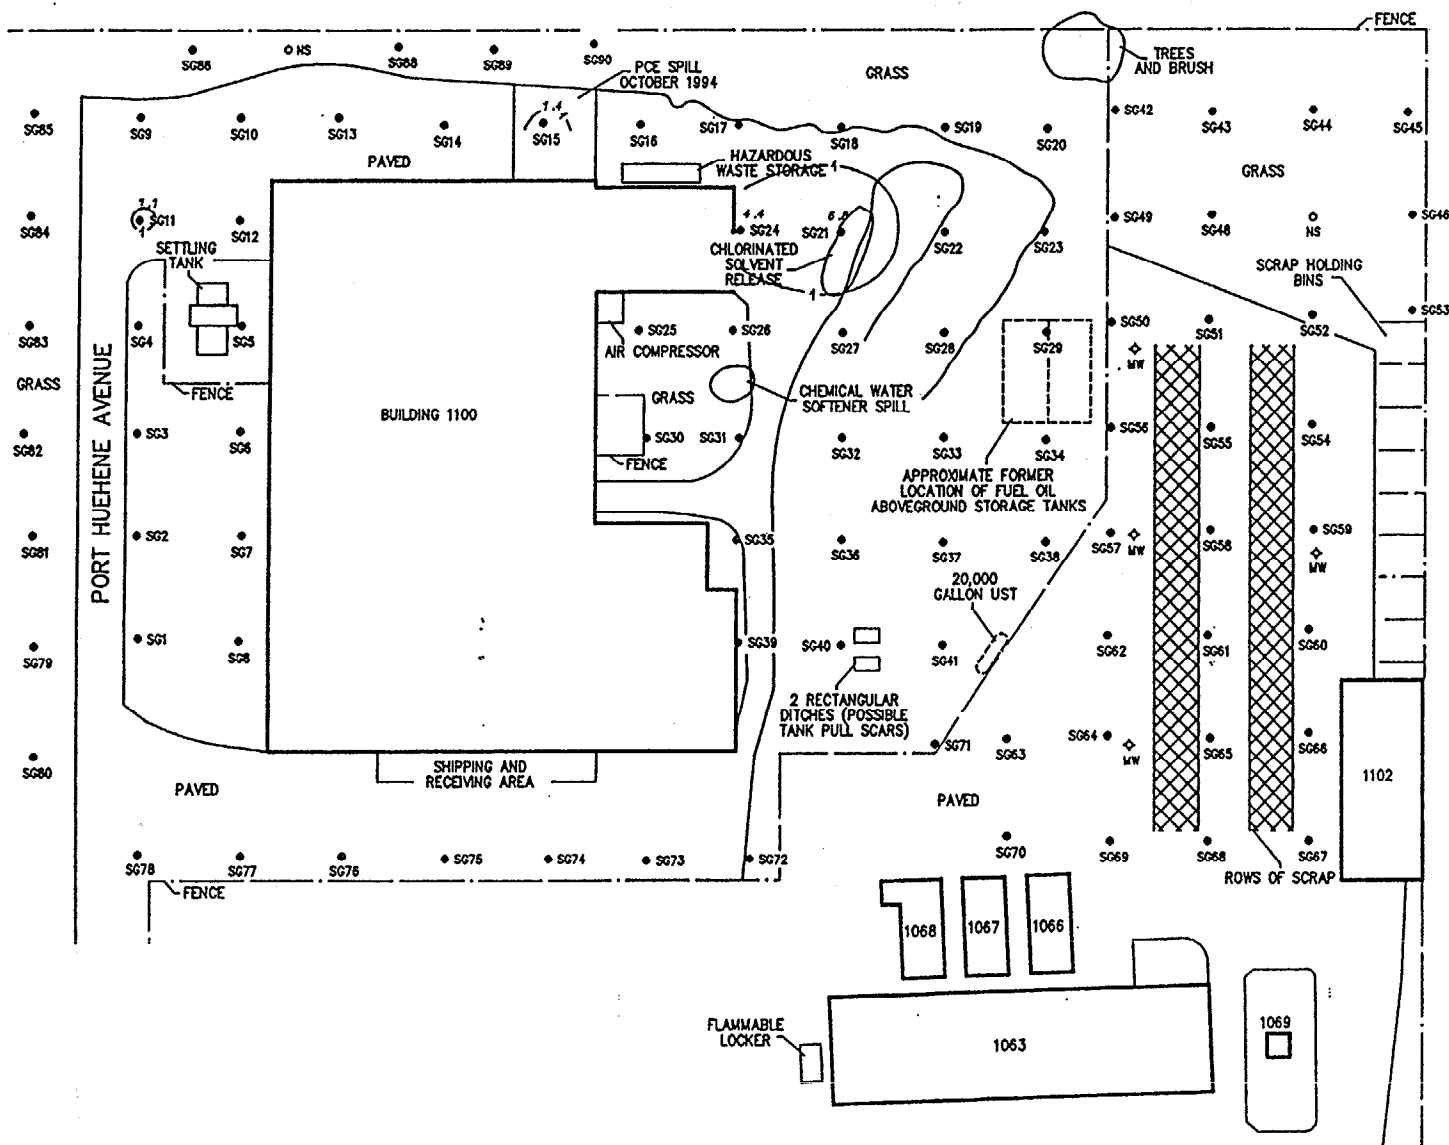 FENCE
TREES
AND BRUSH
SG86
NS
SG88
SG89
SG90
PCE SPILL
OCTOBER 1994
GRASS
SG85
SG9
SG10
SG13
SG14
SG15
SG16
SG17
SG18
SG19
SG20
SG42
SG43
SG44
SG45
PAVED
HAZARDOUS
WASTE STORAGE
1
GRASS
SG84
SG11
1
SG12
4.4
SG24
SG21
SG22
SG23
SG49
SG48
NS
SG46
SETTLING
TANK
CHLORINATED
SOLVENT
RELEASE
1
SCRAP HOLDING
BINS
SG83
SG4
SG5
SG25
SG26
SG27
SG28
SG29
SG50
SG51
SG52
SG53
AIR COMPRESSOR
MW
GRASS
FENCE
PORT HUEHENE AVENUE
BUILDING 1100
GRASS
CHEMICAL WATER
SOFTENER SPILL
SG82
SG3
SG6
SG30
SG31
SG32
SG33
SG34
SG56
SG55
SG54
FENCE
APPROXIMATE FORMER
LOCATION OF FUEL OIL
ABOVEGROUND STORAGE TANKS
SG81
SG2
SG7
SG35
SG36
SG37
SG38
SG57
MW
SG58
SG59
MW
20,000
GALLON UST
SG79
SG1
SG8
SG39
SG40
SG41
SG62
SG61
SG60
2 RECTANGULAR
DITCHES (POSSIBLE
TANK PULL SCARS)
SG80
SG71
SG63
SG64
MW
SG65
SG66
1102
SHIPPING AND
RECEIVING AREA
PAVED
PAVED
SG78
SG77
SG76
SG75
SG74
SG73
SG72
SG70
SG69
SG68
SG67
FENCE
ROWS OF SCRAP
1068
1067
1066
FLAMMABLE
LOCKER
1063
1069